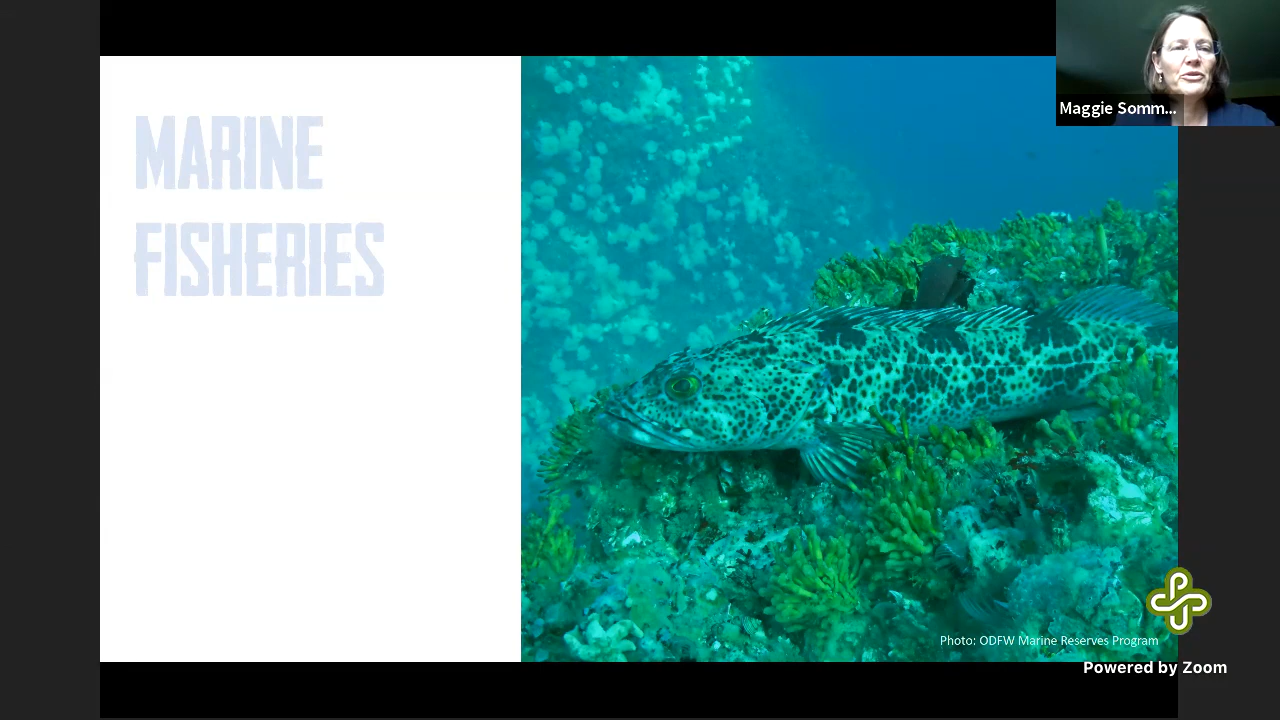 MARINE
FISHERIES
Maggie Somm...
Photo: ODFW Marine Reserves Program
Powered by Zoom